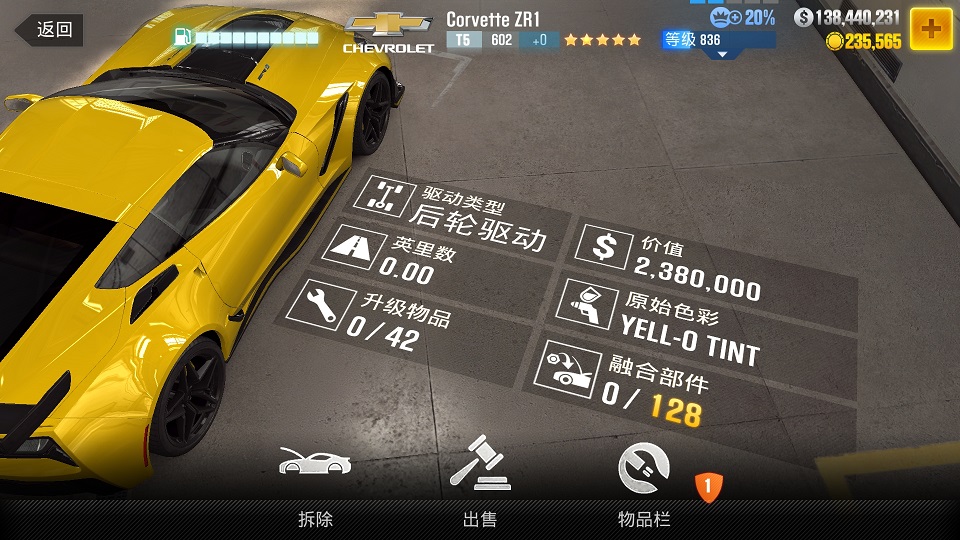 返回
CHEVROLET
Corvette ZR1
T5 602 +0
等级 836
20%
138,440,231
235,565
驱动类型
后轮驱动
英里数
0.00
升级物品
0/42
价值
2,380,000
原始色彩
YELL-O TINT
融合部件
0/128
拆除
出售
物品栏
1